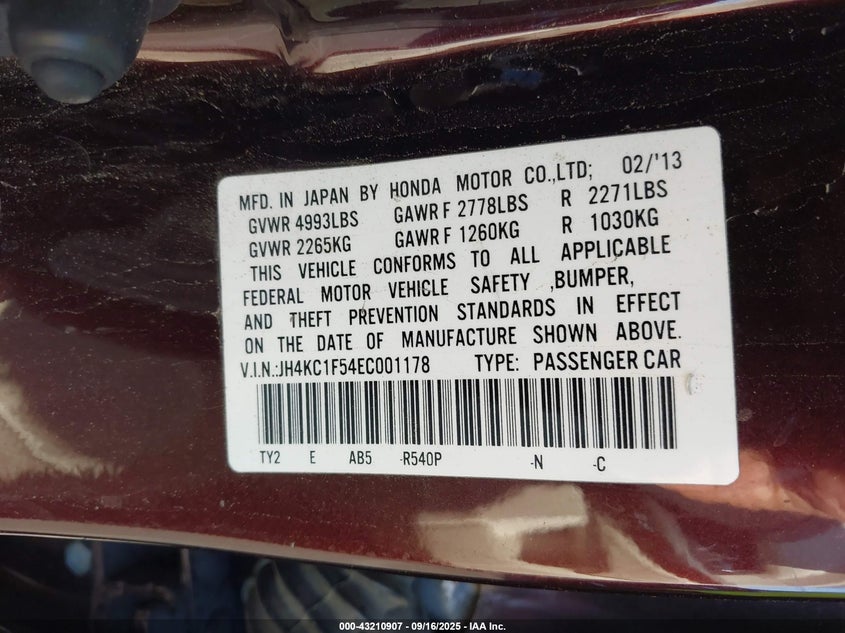 MFD. IN JAPAN BY HONDA MOTOR CO.,LTD; 02/'13
GVWR 4993LBS GAWR F 2778LBS R 2271LBS
GVWR 2265KG GAWR F 1260KG R 1030KG
THIS VEHICLE CONFORMS TO ALL APPLICABLE
FEDERAL MOTOR VEHICLE SAFETY ,BUMPER,
AND THEFT PREVENTION STANDARDS IN EFFECT
ON THE DATE OF MANUFACTURE SHOWN ABOVE.
V.I.N.:JH4KC1F54EC001178 TYPE: PASSENGER CAR
TY2 E AB5 -R540P -N -C
000-43210907 - 09/16/2025 - IAA Inc.